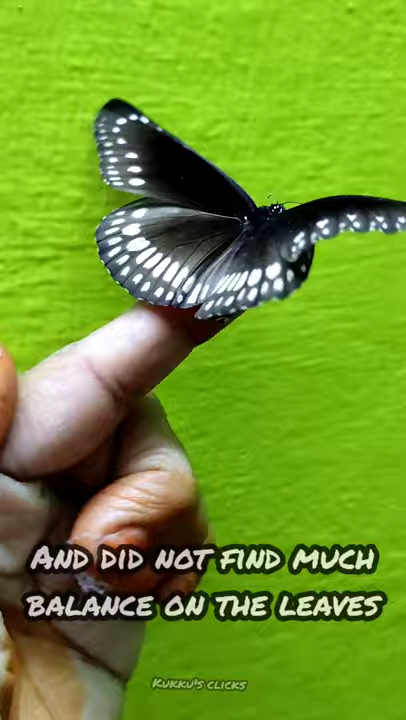 And did not find much
balance on the leaves
Kukku's clicks